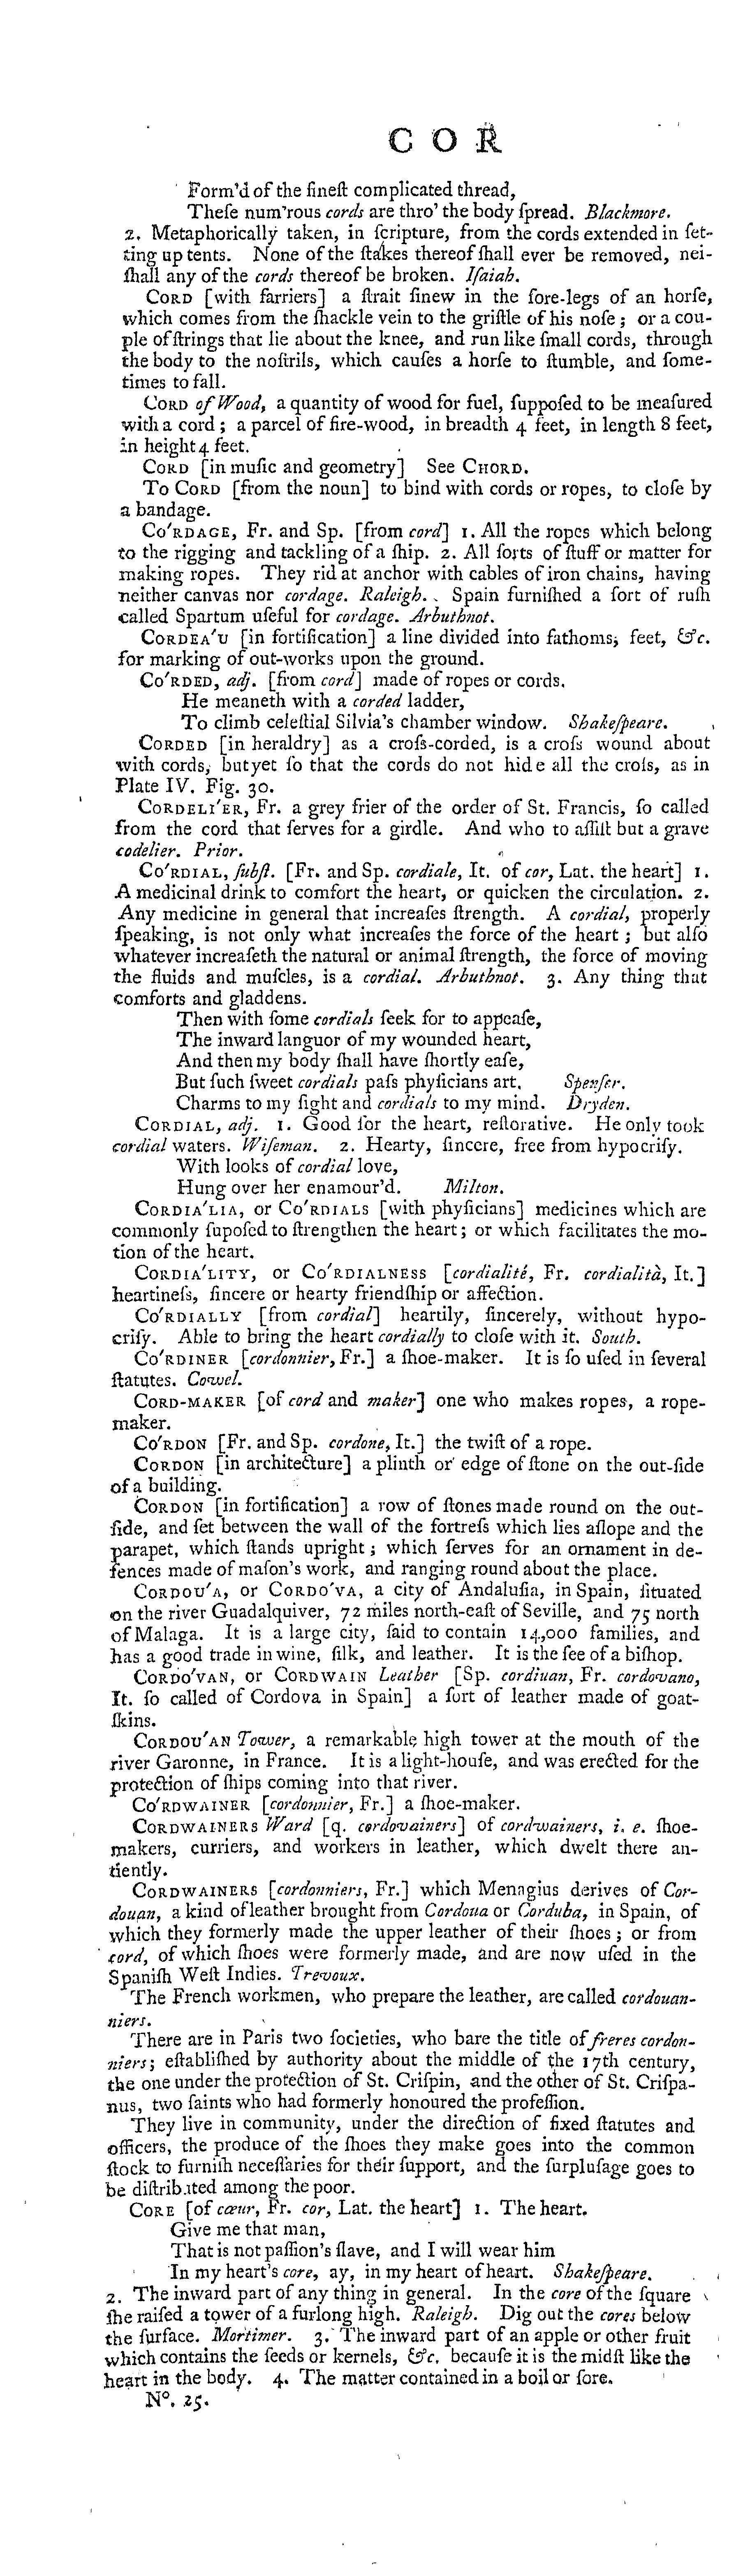 C O R
Form'd of the fineſt complicated thread,
Theſe num'rous cords are thro' the body ſpread. Blackmore.
2. Metaphorically taken, in ſcripture, from the cords extended in ſet-
ting up tents. None of the ſtakes thereof ſhall ever be removed, nei-
ſhall any of the cords thereof be broken. Iſaiah.
CORD [with farriers] a ſtrait ſinew in the fore-legs of an horſe,
which comes from the ſhackle vein to the griſtle of his noſe; or a cou-
ple of ſtrings that lie about the knee, and run like ſmall cords, through
the body to the noſtrils, which cauſes a horſe to ſtumble, and ſome-
times to fall.
CORD of Wood, a quantity of wood for fuel, ſuppoſed to be meaſured
with a cord; a parcel of fire-wood, in breadth 4 feet, in length 8 feet,
in height 4 feet.
CORD [in muſic and geometry] See CHORD.
To CORD [from the noun] to bind with cords or ropes, to cloſe by
a bandage.
CO'RDAGE, Fr. and Sp. [from cord] 1. All the ropes which belong
to the rigging and tackling of a ſhip. 2. All ſorts of ſtuff or matter for
making ropes. They rid at anchor with cables of iron chains, having
neither canvas nor cordage. Raleigh. Spain furniſhed a ſort of ruſh
called Spartum uſeful for cordage. Arbuthnot.
CORDEA'U [in fortification] a line divided into fathoms, feet, &c.
for marking of out-works upon the ground.
CO'RDED, adj. [from cord] made of ropes or cords.
He meaneth with a corded ladder,
To climb celeſtial Silvia's chamber window. Shakeſpeare.
CORDED [in heraldry] as a croſs-corded, is a croſs wound about
with cords, but yet ſo that the cords do not hide all the croſs, as in
Plate IV. Fig. 30.
CORDELI'ER, Fr. a grey frier of the order of St. Francis, ſo called
from the cord that ſerves for a girdle. And who to aſſiſt but a grave
codelier. Prior.
CO'RDIAL, ſubſt. [Fr. and Sp. cordiale, It. of cor, Lat. the heart] 1.
A medicinal drink to comfort the heart, or quicken the circulation. 2.
Any medicine in general that increaſes ſtrength. A cordial, properly
ſpeaking, is not only what increaſes the force of the heart; but alſo
whatever increaſeth the natural or animal ſtrength, the force of moving
the fluids and muſcles, is a cordial. Arbuthnot. 3. Any thing that
comforts and gladdens.
Then with ſome cordials ſeek for to appeaſe,
The inward languor of my wounded heart,
And then my body ſhall have ſhortly eaſe,
But ſuch ſweet cordials paſs phyſicians art. Spenſer.
Charms to my ſight and cordials to my mind. Dryden.
CORDIAL, adj. 1. Good for the heart, reſtorative. He only took
cordial waters. Wiſeman. 2. Hearty, ſincere, free from hypocriſy.
With looks of cordial love,
Hung over her enamour'd. Milton.
CORDIA'LIA, or CO'RDIALS [with phyſicians] medicines which are
commonly ſupoſed to ſtrengthen the heart; or which facilitates the mo-
tion of the heart.
CORDIA'LITY, or CO'RDIALNESS [cordialité, Fr. cordialità, It.]
heartineſs, ſincere or hearty friendſhip or affection.
CO'RDIALLY [from cordial] heartily, ſincerely, without hypo-
criſy. Able to bring the heart cordially to cloſe with it. South.
CO'RDINER [cordonnier, Fr.] a ſhoe-maker. It is ſo uſed in ſeveral
ſtatutes. Cowel.
CORD-MAKER [of cord and maker] one who makes ropes, a rope-
maker.
CO'RDON [Fr. and Sp. cordone, It.] the twiſt of a rope.
CORDON [in architecture] a plinth or edge of ſtone on the out-ſide
of a building.
CORDON [in fortification] a row of ſtones made round on the out-
ſide, and ſet between the wall of the fortreſs which lies aſlope and the
parapet, which ſtands upright; which ſerves for an ornament in de-
fences made of maſon's work, and ranging round about the place.
CORDOU'A, or CORDO'VA, a city of Andaluſia, in Spain, ſituated
on the river Guadalquiver, 72 miles north-eaſt of Seville, and 75 north
of Malaga. It is a large city, ſaid to contain 14,000 families, and
has a good trade in wine, ſilk, and leather. It is the ſee of a biſhop.
CORDO'VAN, or CORDWAIN Leather [Sp. cordiuan, Fr. cordovano,
It. ſo called of Cordova in Spain] a ſort of leather made of goat-
ſkins.
CORDOU'AN Tower, a remarkable high tower at the mouth of the
river Garonne, in France. It is a light-houſe, and was erected for the
protection of ſhips coming into that river.
CO'RDWAINER [cordonnier, Fr.] a ſhoe-maker.
CORDWAINERS Ward [q. cordovainers] of cordwainers, i. e. ſhoe-
makers, curriers, and workers in leather, which dwelt there an-
tiently.
CORDWAINERS [cordonniers, Fr.] which Menagius derives of Cor-
douan, a kind of leather brought from Cordoua or Corduba, in Spain, of
which they formerly made the upper leather of their ſhoes; or from
cord, of which ſhoes were formerly made, and are now uſed in the
Spaniſh Weſt Indies. Trevoux.
The French workmen, who prepare the leather, are called cordouan-
niers.
There are in Paris two ſocieties, who bare the title of freres cordon-
niers; eſtabliſhed by authority about the middle of the 17th century,
the one under the protection of St. Criſpin, and the other of St. Criſpa-
nus, two ſaints who had formerly honoured the profeſſion.
They live in community, under the direction of fixed ſtatutes and
officers, the produce of the ſhoes they make goes into the common
ſtock to furniſh neceſſaries for their ſupport, and the ſurpluſage goes to
be diſtributed among the poor.
CORE [of cœur, Fr. cor, Lat. the heart] 1. The heart.
Give me that man,
That is not paſſion's ſlave, and I will wear him
In my heart's core, ay, in my heart of heart. Shakeſpeare.
2. The inward part of any thing in general. In the core of the ſquare
ſhe raiſed a tower of a furlong high. Raleigh. Dig out the cores below
the ſurface. Mortimer. 3. The inward part of an apple or other fruit
which contains the ſeeds or kernels, &c. becauſe it is the midſt like the
heart in the body. 4. The matter contained in a boil or ſore.
Nº. 25.